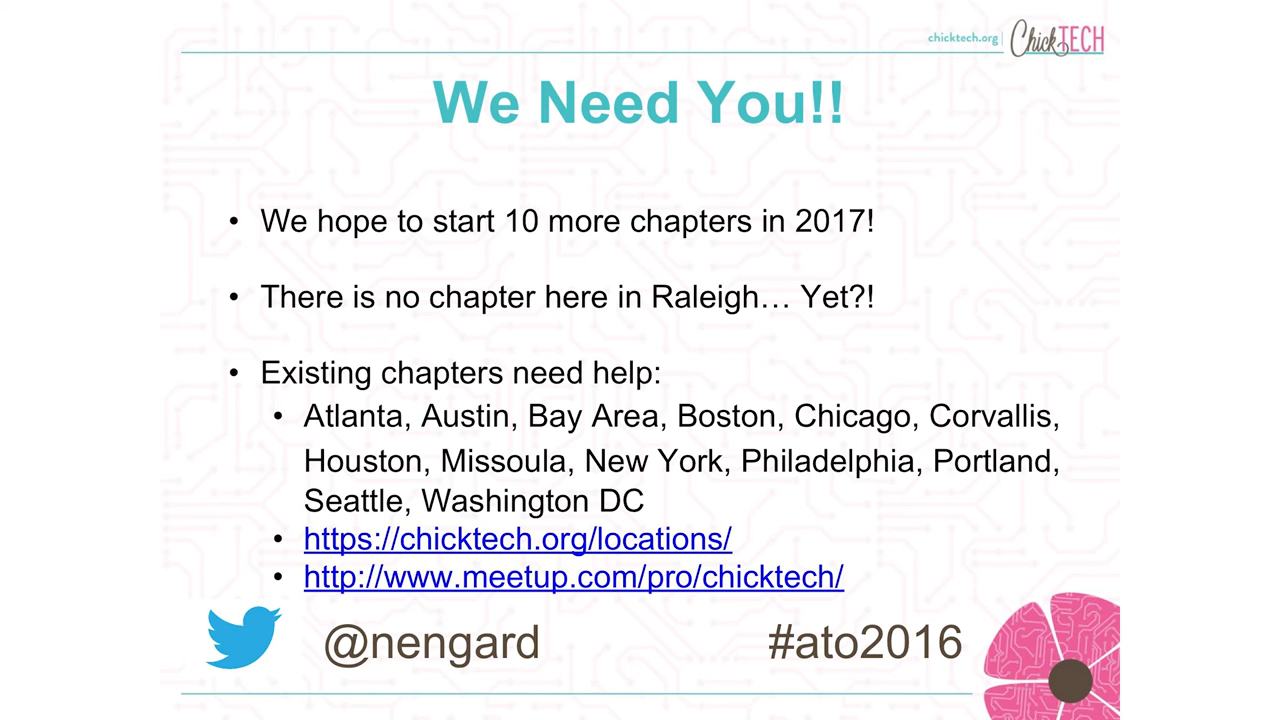 chicktech.org | ChickTECH
We Need You!!
• We hope to start 10 more chapters in 2017!
• There is no chapter here in Raleigh… Yet?!
• Existing chapters need help:
• Atlanta, Austin, Bay Area, Boston, Chicago, Corvallis,
Houston, Missoula, New York, Philadelphia, Portland,
Seattle, Washington DC
• https://chicktech.org/locations/
• http://www.meetup.com/pro/chicktech/
@nengard #ato2016